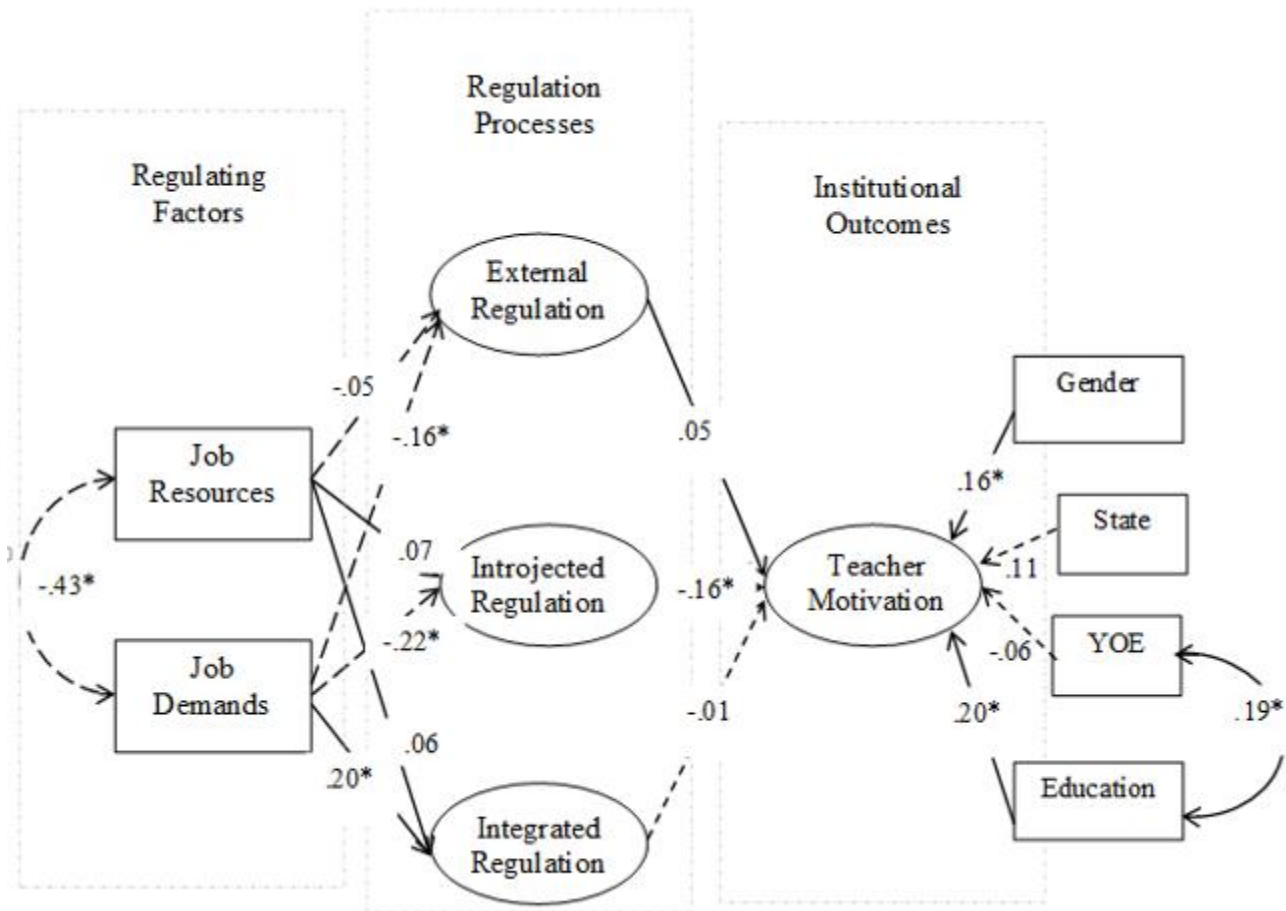 Regulation
Processes
Regulating
Factors
Institutional
Outcomes
External
Regulation
Gender
-.05
-.16*
.05
Job
Resources
.16*
State
.07
Introjected
Regulation
-.16*
Teacher
Motivation
.11
-.43*
-.22*
-.06
YOE
Job
Demands
-.01
.20*
.19*
.06
.20*
Education
Integrated
Regulation